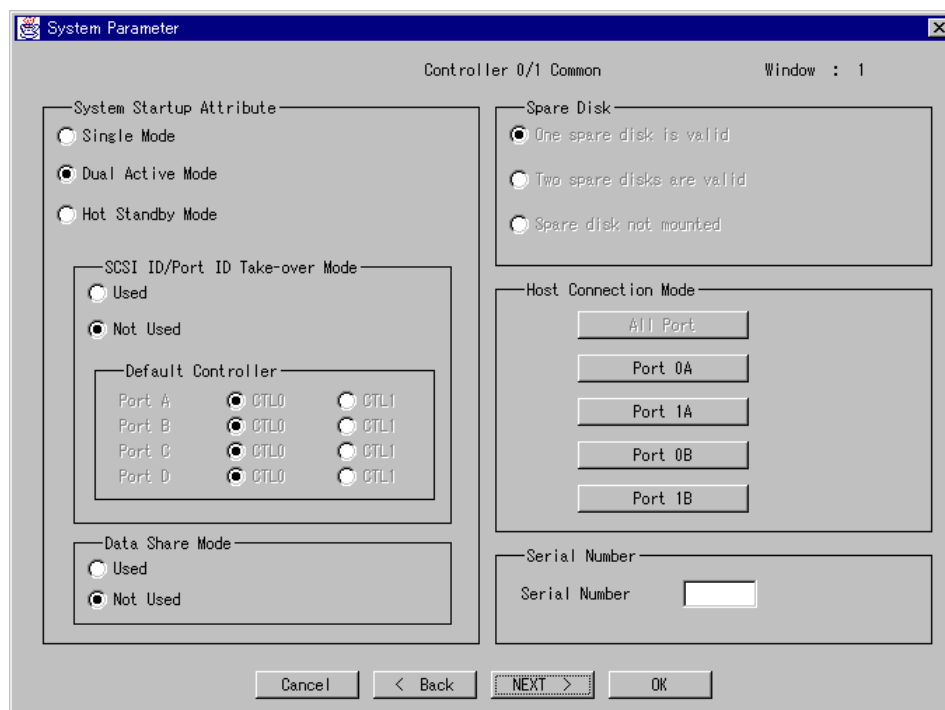 System Parameter
Controller 0/1 Common
Window : 1
System Startup Attribute
Single Mode
Dual Active Mode
Hot Standby Mode
SCSI ID/Port ID Take-over Mode
Used
Not Used
Default Controller
Port A CTL0 CTL1
Port B CTL0 CTL1
Port C CTL0 CTL1
Port D CTL0 CTL1
Data Share Mode
Used
Not Used
Spare Disk
One spare disk is valid
Two spare disks are valid
Spare disk not mounted
Host Connection Mode
All Port
Port 0A
Port 1A
Port 0B
Port 1B
Serial Number
Serial Number
Cancel
< Back
NEXT >
OK